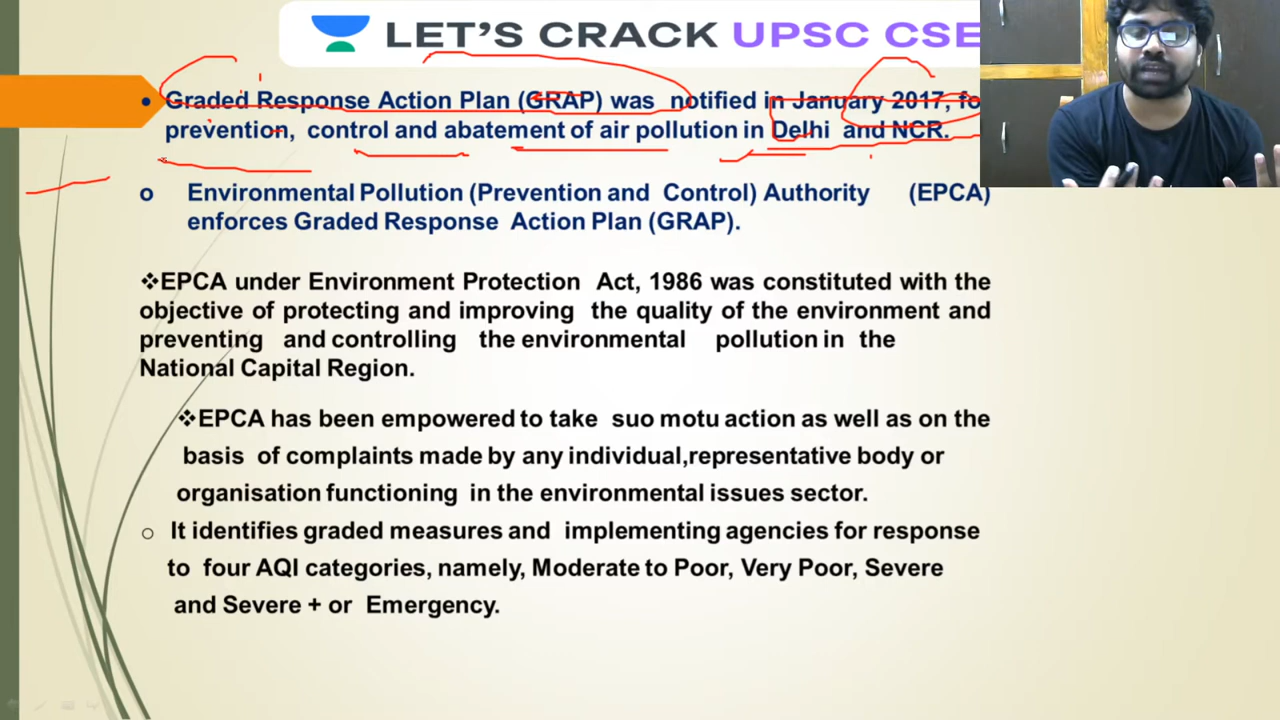 LET'S CRACK UPSC CSE
• Graded Response Action Plan (GRAP) was notified in January 2017, fo
prevention, control and abatement of air pollution in Delhi and NCR.
o Environmental Pollution (Prevention and Control) Authority (EPCA)
enforces Graded Response Action Plan (GRAP).
❖EPCA under Environment Protection Act, 1986 was constituted with the
objective of protecting and improving the quality of the environment and
preventing and controlling the environmental pollution in the
National Capital Region.
❖EPCA has been empowered to take suo motu action as well as on the
basis of complaints made by any individual,representative body or
organisation functioning in the environmental issues sector.
o It identifies graded measures and implementing agencies for response
to four AQI categories, namely, Moderate to Poor, Very Poor, Severe
and Severe + or Emergency.